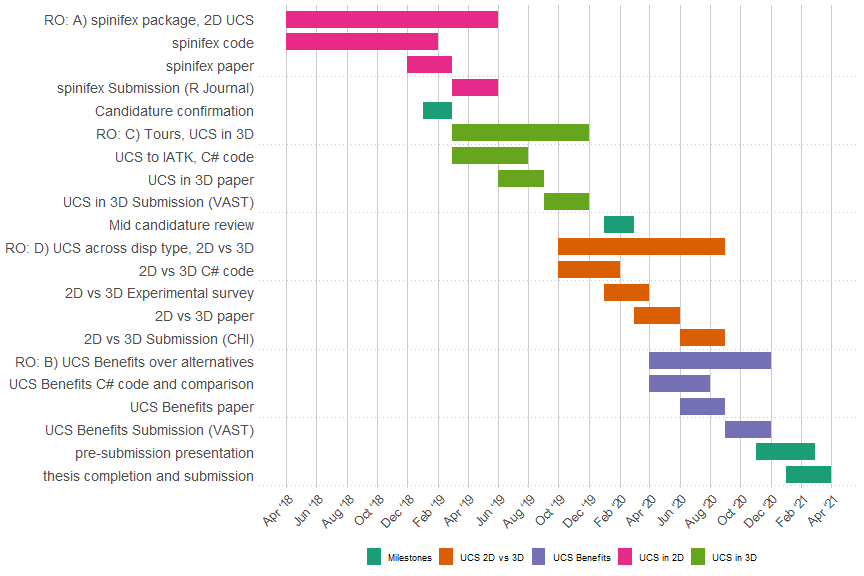 RO: A) spinifex package, 2D UCS
spinifex code
spinifex paper
spinifex Submission (R Journal)
Candidature confirmation
RO: C) Tours, UCS in 3D
UCS to IATK, C# code
UCS in 3D paper
UCS in 3D Submission (VAST)
Mid candidature review
RO: D) UCS across disp type, 2D vs 3D
2D vs 3D C# code
2D vs 3D Experimental survey
2D vs 3D paper
2D vs 3D Submission (CHI)
RO: B) UCS Benefits over alternatives
UCS Benefits C# code and comparison
UCS Benefits paper
UCS Benefits Submission (VAST)
pre-submission presentation
thesis completion and submission
Apr '18
Jun '18
Aug '18
Oct '18
Dec '18
Feb '19
Apr '19
Jun '19
Aug '19
Oct '19
Dec '19
Feb '20
Apr '20
Jun '20
Aug '20
Oct '20
Dec '20
Feb '21
Apr '21
Milestones
UCS 2D vs 3D
UCS Benefits
UCS in 2D
UCS in 3D